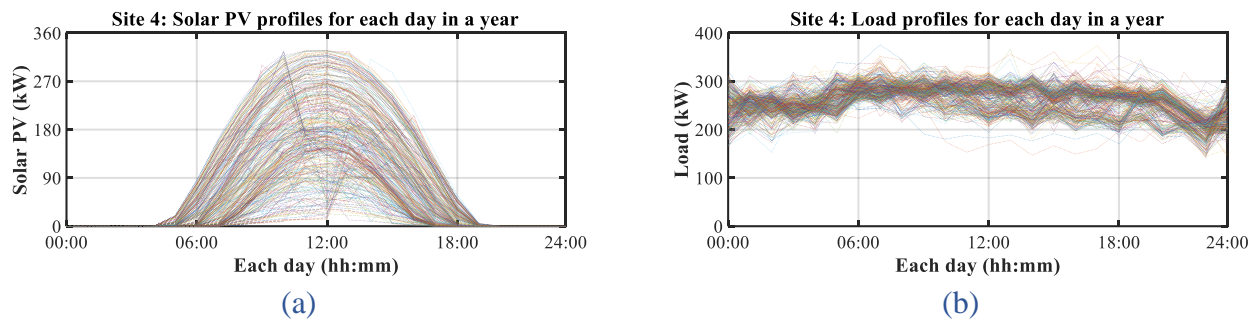 Site 4: Solar PV profiles for each day in a year
360
270
180
90
0
Solar PV (kW)
00:00 06:00 12:00 18:00 24:00
Each day (hh:mm)
(a)
Site 4: Load profiles for each day in a year
400
300
200
100
0
Load (kW)
00:00 06:00 12:00 18:00 24:00
Each day (hh:mm)
(b)